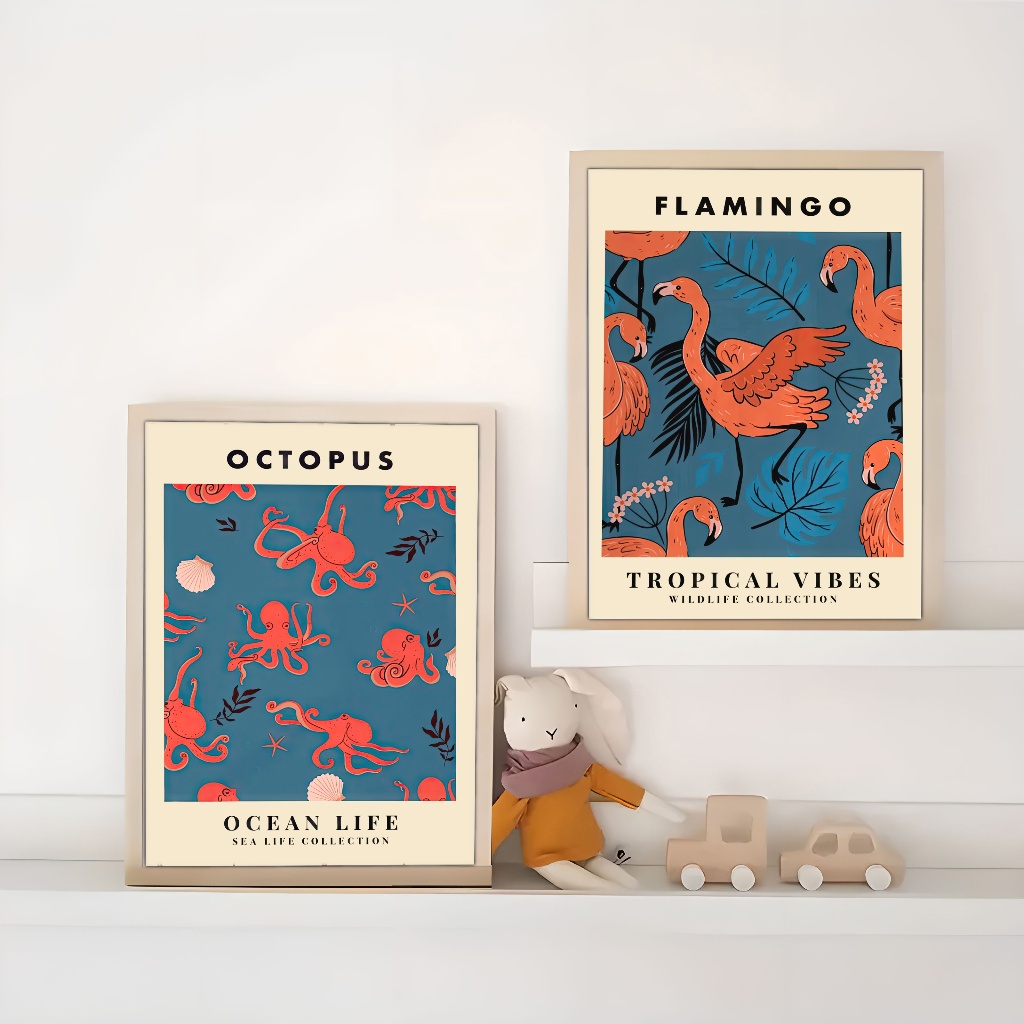 FLAMINGO
TROPICAL VIBES
WILDLIFE COLLECTION
OCTOPUS
OCEAN LIFE
SEA LIFE COLLECTION